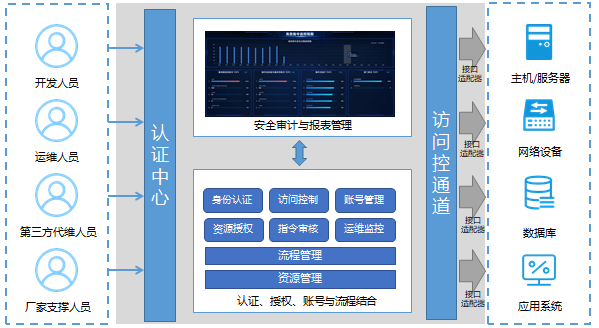 开发人员
运维人员
第三方代维人员
厂家支撑人员
认证中心
安全审计与报表管理
身份认证
访问控制
账号管理
资源授权
指令审核
运维监控
流程管理
资源管理
认证、授权、账号与流程结合
访问控通道
接口
适配器
接口
适配器
接口
适配器
接口
适配器
主机/服务器
网络设备
数据库
应用系统